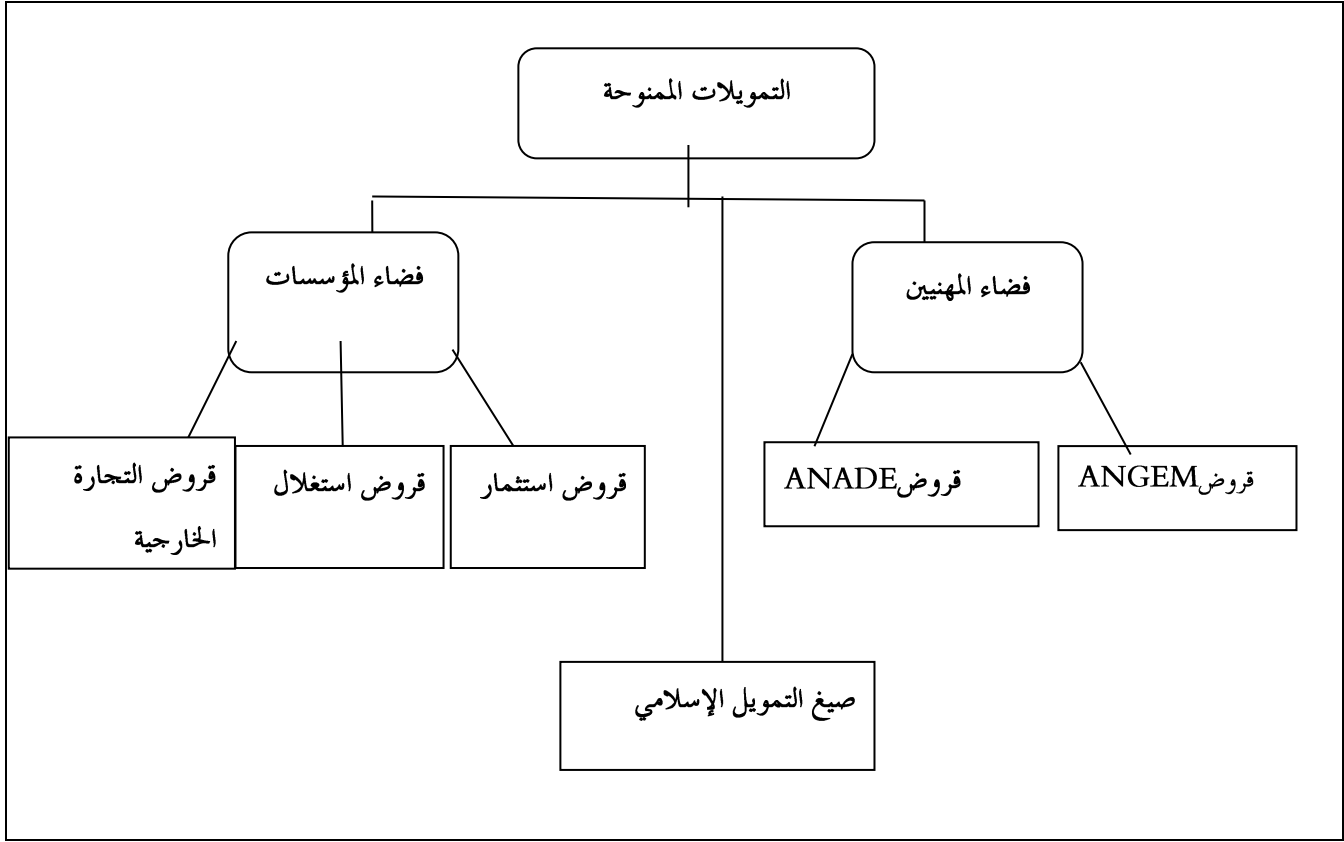 التمويلات الممنوحة
فضاء المهنيين
فضاء المؤسسات
قروضANGEM
قروضANADE
قروض استثمار
قروض استغلال
قروض التجارة
الخارجية
صيغ التمويل الإسلامي